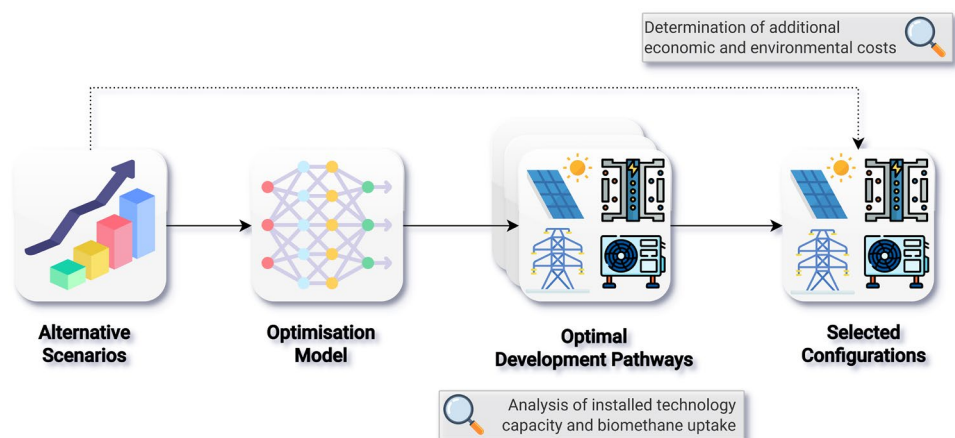 Determination of additional
economic and environmental costs
Alternative
Scenarios
Optimisation
Model
Optimal
Development Pathways
Selected
Configurations
Analysis of installed technology
capacity and biomethane uptake